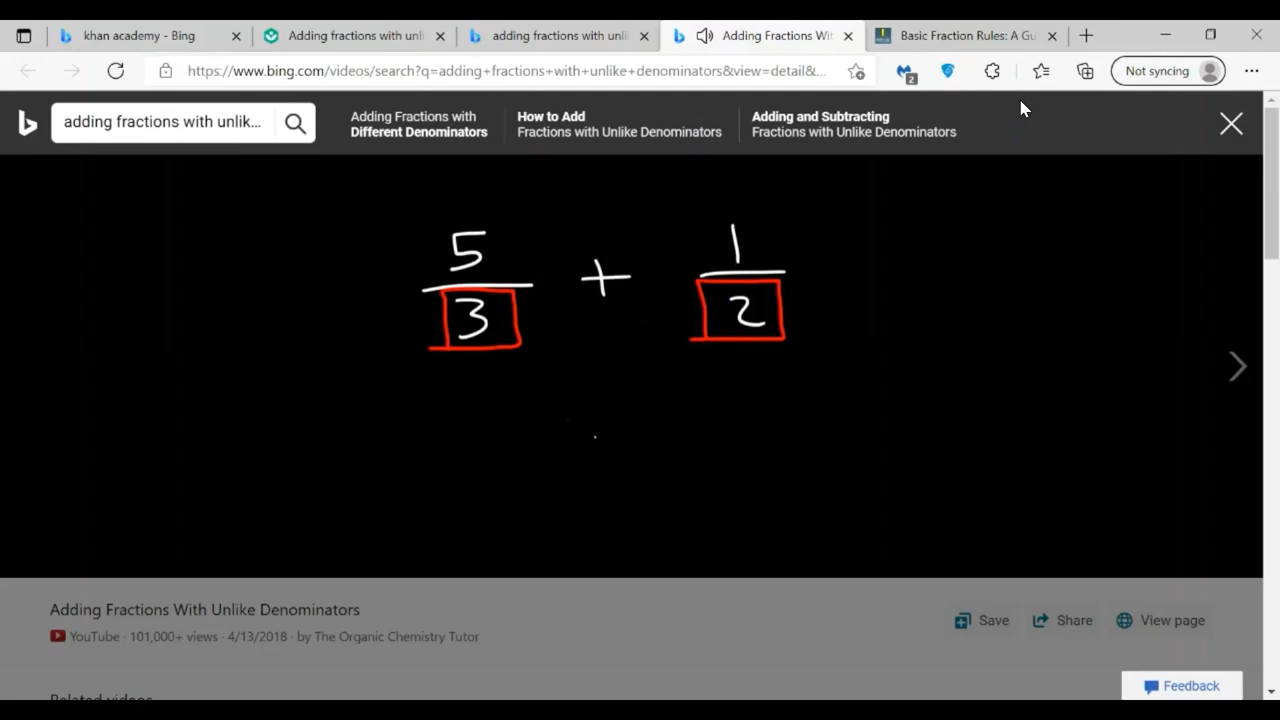 khan academy - Bing
Adding fractions with unli
adding fractions with unli
Adding Fractions Wit
Basic Fraction Rules: A Gu
https://www.bing.com/videos/search?q=adding+fractions+with+unlike+denominators&view=detail&...
2
Not syncing
adding fractions with unlik...
Adding Fractions with
Different Denominators
How to Add
Fractions with Unlike Denominators
Adding and Subtracting
Fractions with Unlike Denominators
5 1
+
3 2
Adding Fractions With Unlike Denominators
YouTube · 101,000+ views · 4/13/2018 · by The Organic Chemistry Tutor
Save
Share
View page
Related videos
Feedback